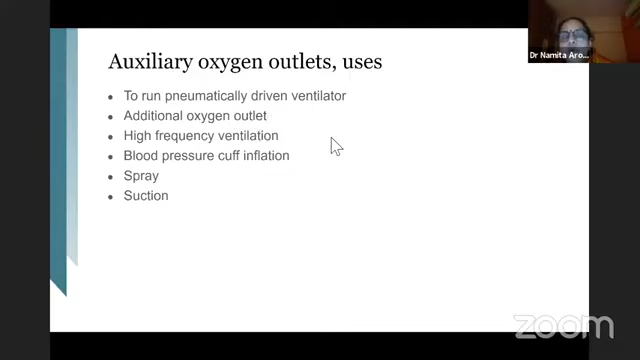 Auxiliary oxygen outlets, uses
Dr Namita Aro...
To run pneumatically driven ventilator
Additional oxygen outlet
High frequency ventilation
Blood pressure cuff inflation
Spray
Suction
zoom